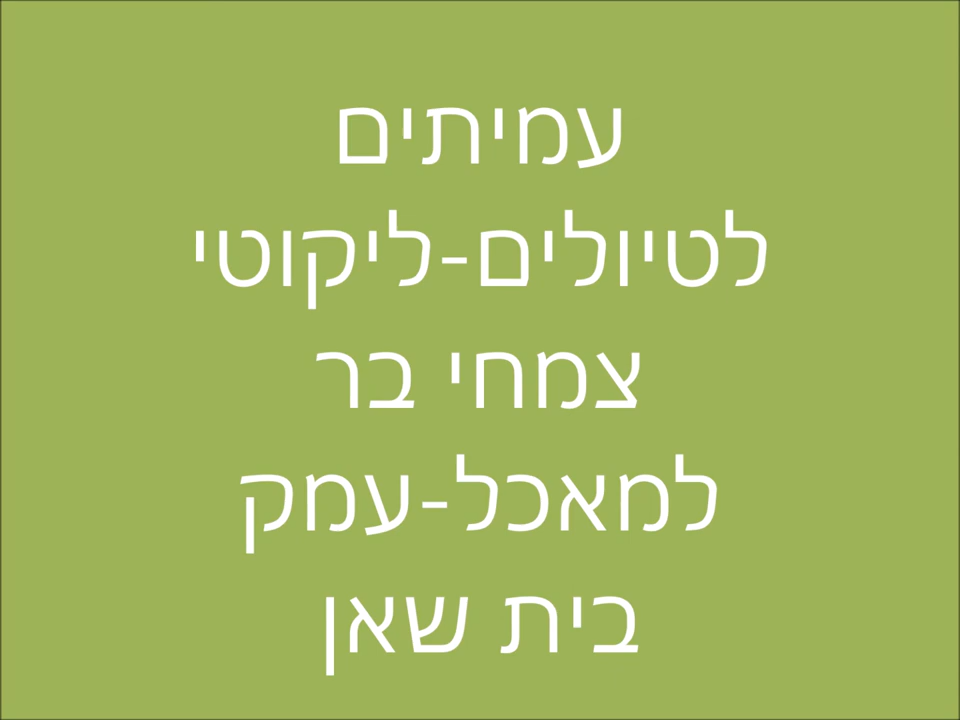 עמיתים
לטיולים-ליקוטי
צמחי בר
למאכל-עמק
בית שאן